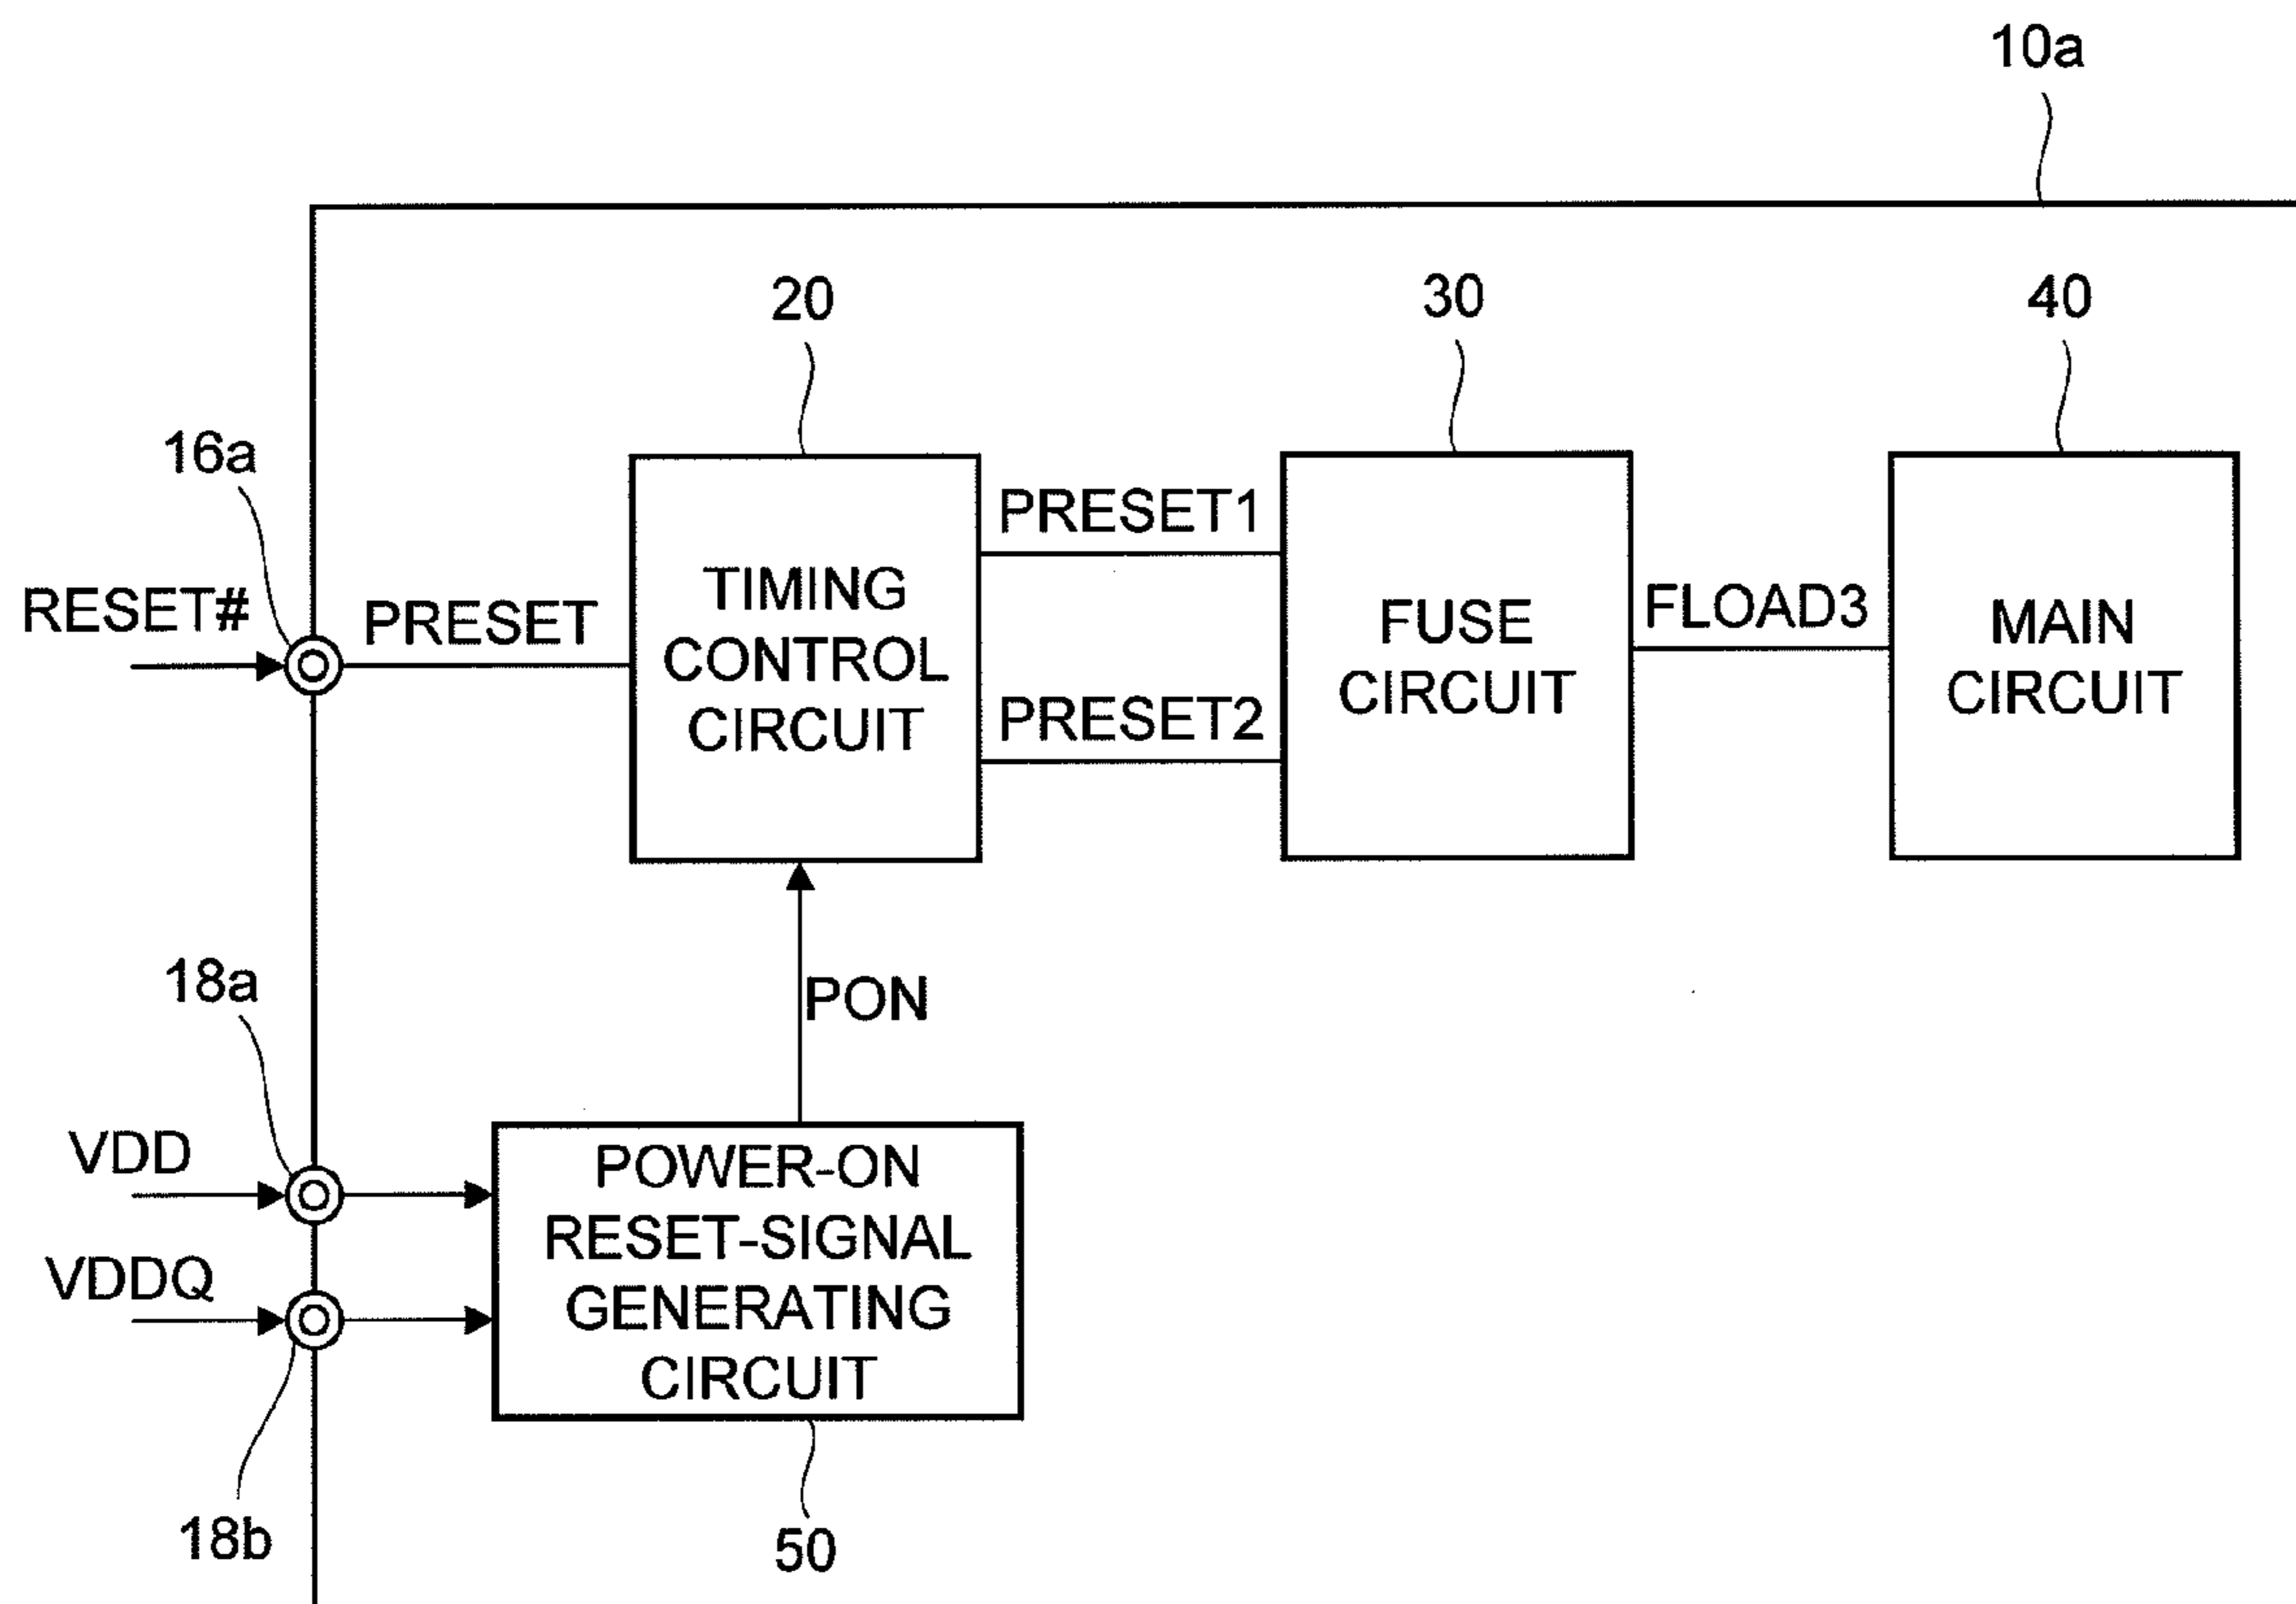 10a
20
30
40
16a
RESET#
PRESET
TIMING
CONTROL
CIRCUIT
PRESET1
PRESET2
FUSE
CIRCUIT
FLOAD3
MAIN
CIRCUIT
PON
18a
VDD
VDDQ
18b
POWER-ON
RESET-SIGNAL
GENERATING
CIRCUIT
50